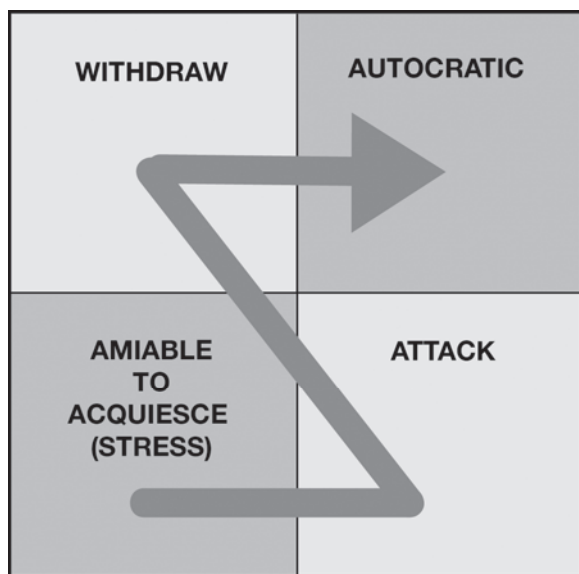 WITHDRAW
AUTOCRATIC
AMIABLE
TO
ACQUIESCE
(STRESS)
ATTACK